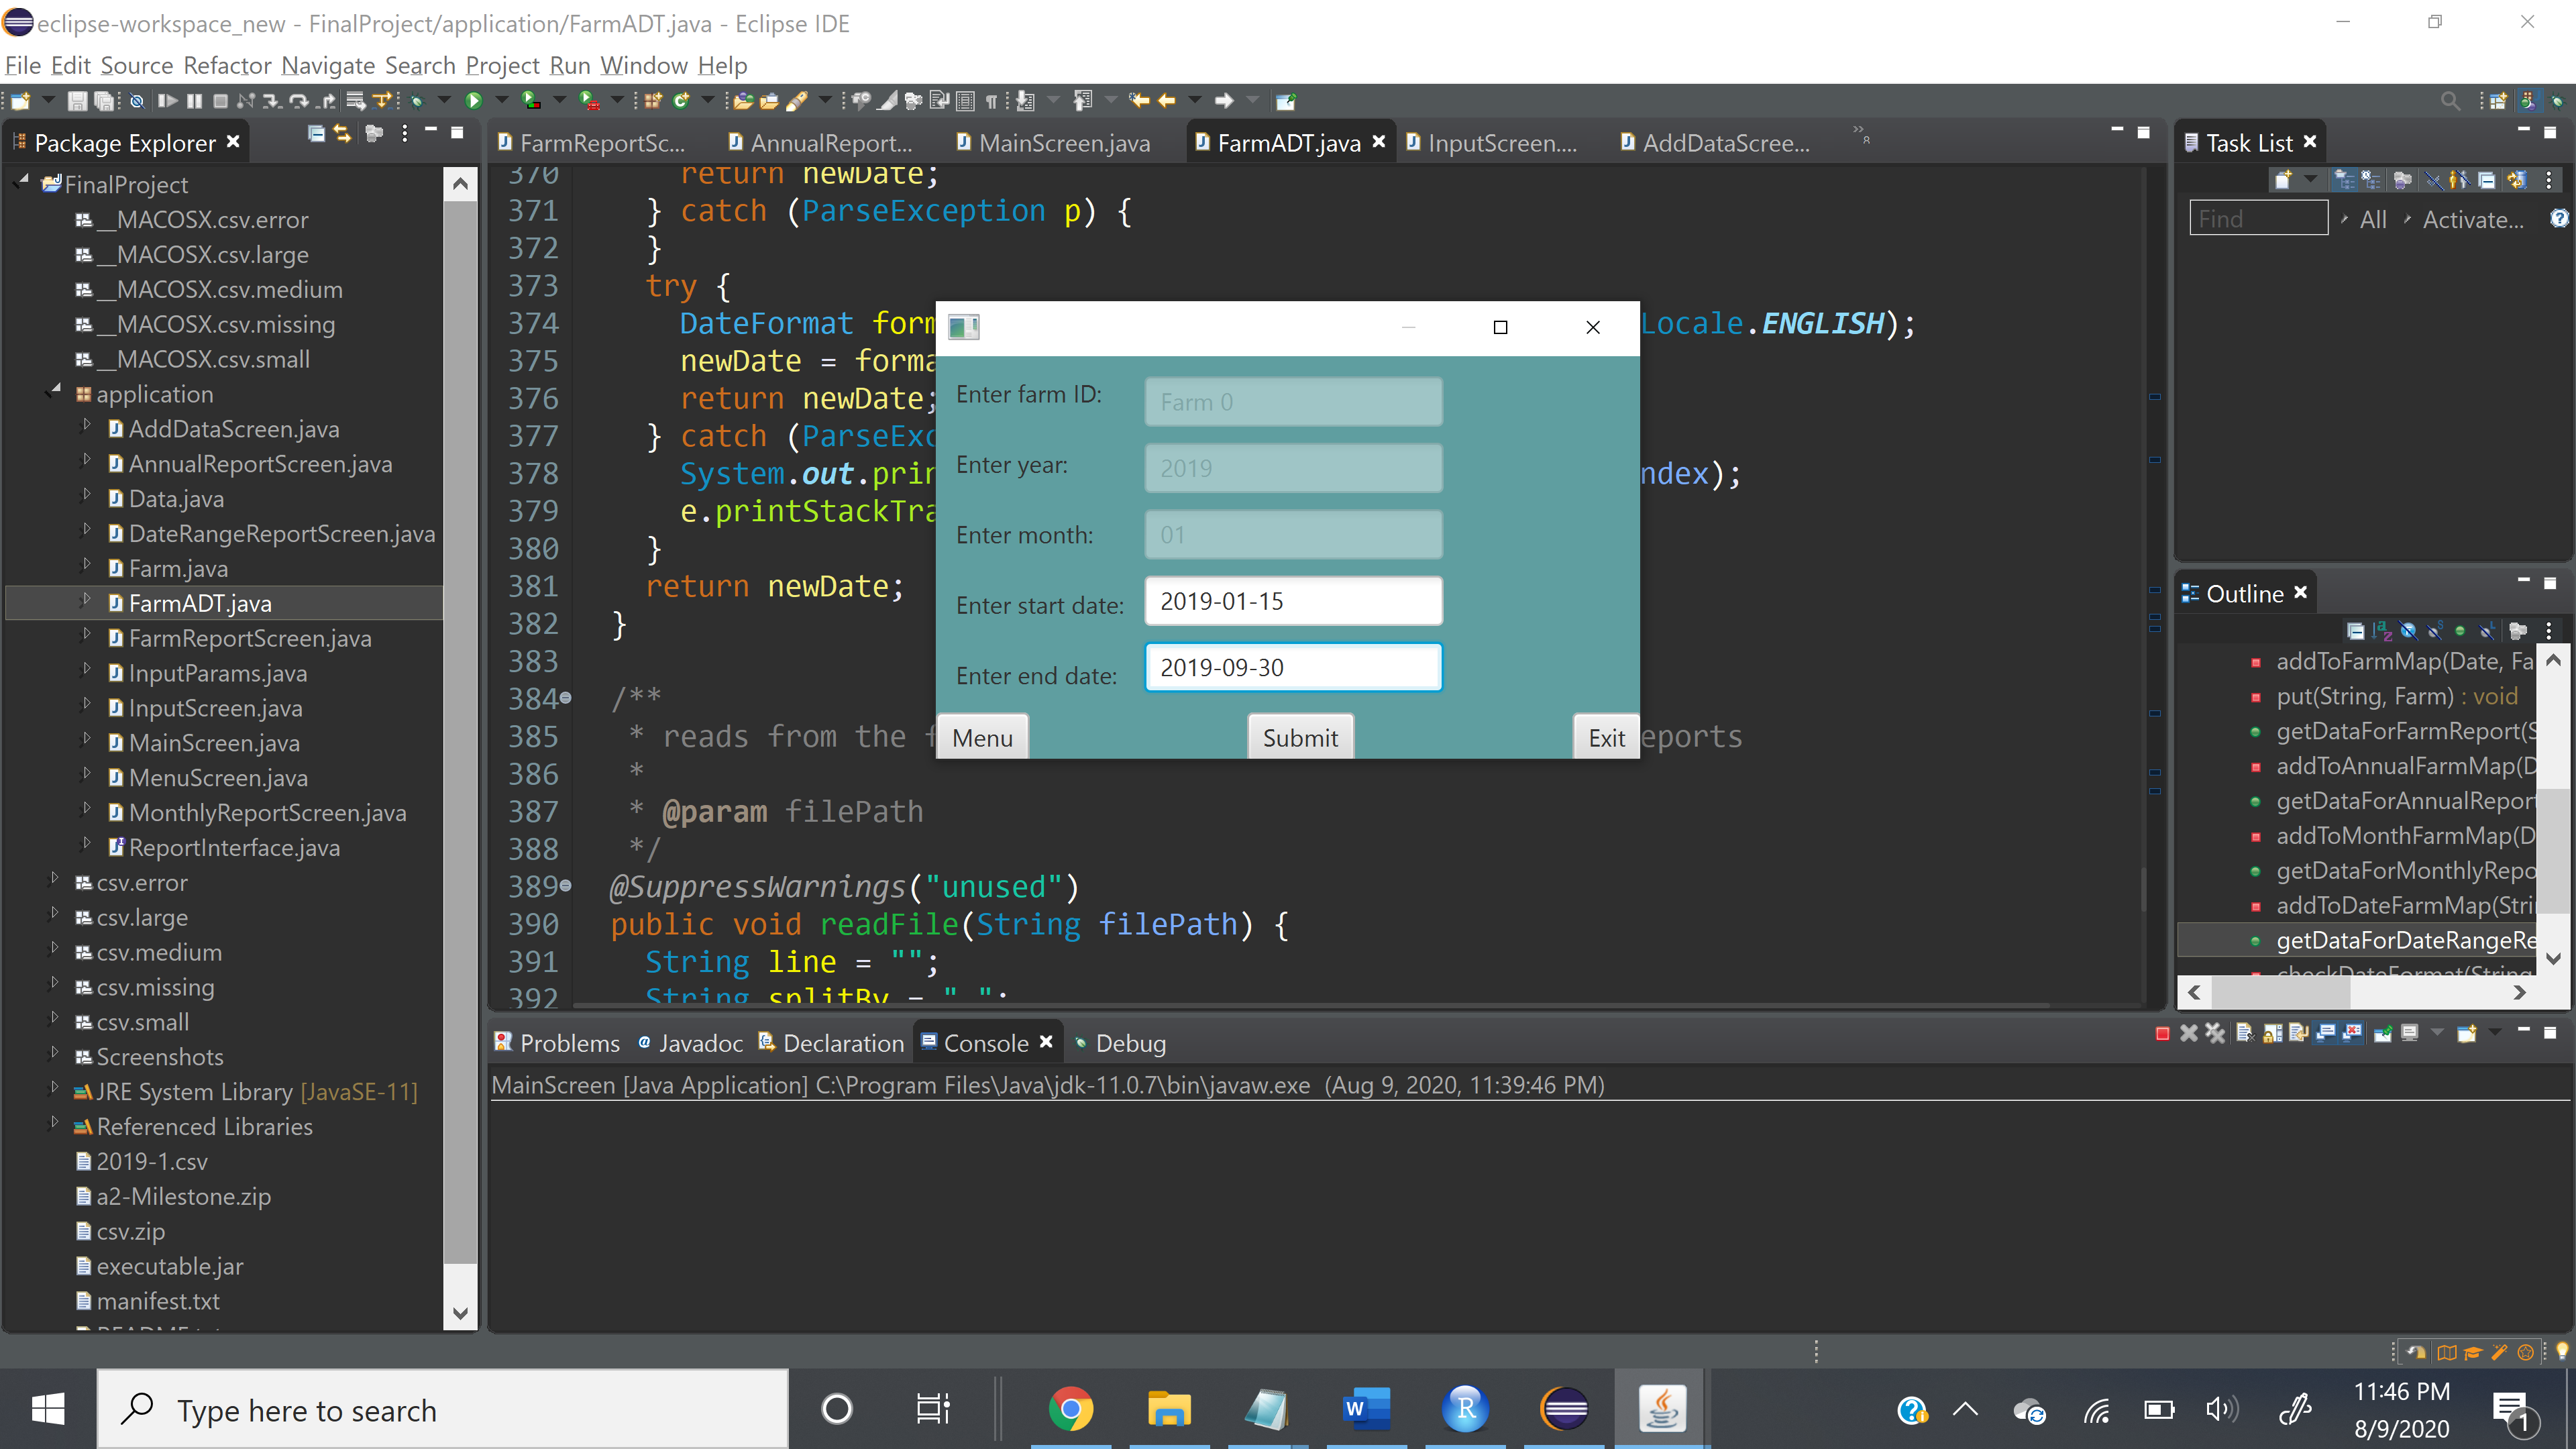 eclipse-workspace_new - FinalProject/application/FarmADT.java - Eclipse IDE
File Edit Source Refactor Navigate Search Project Run Window Help
Package Explorer
FinalProject
__MACOSX.csv.error
__MACOSX.csv.large
__MACOSX.csv.medium
__MACOSX.csv.missing
__MACOSX.csv.small
application
AddDataScreen.java
AnnualReportScreen.java
Data.java
DateRangeReportScreen.java
Farm.java
FarmADT.java
FarmReportScreen.java
InputParams.java
InputScreen.java
MainScreen.java
MenuScreen.java
MonthlyReportScreen.java
ReportInterface.java
csv.error
csv.large
csv.medium
csv.missing
csv.small
Screenshots
JRE System Library [JavaSE-11]
Referenced Libraries
2019-1.csv
a2-Milestone.zip
csv.zip
executable.jar
manifest.txt
FarmReportSc... AnnualReport... MainScreen.java FarmADT.java InputScreen.... AddDataScree... »8
370 return newDate;
371 } catch (ParseException p) {
372 }
373 try {
374 DateFormat form Locale.ENGLISH);
375 newDate = forma
376 return newDate;
377 } catch (ParseExc
378 System.out.prin ndex);
379 e.printStackTra
380 }
381 return newDate;
382 }
383
384 /**
385 * reads from the f eports
386 *
387 * @param filePath
388 */
389 @SuppressWarnings("unused")
390 public void readFile(String filePath) {
391 String line = "";
392 String splitBy = ",";
Enter farm ID: Farm 0
Enter year: 2019
Enter month: 01
Enter start date: 2019-01-15
Enter end date: 2019-09-30
Menu Submit Exit
Task List
Find All Activate...
Outline
addToFarmMap(Date, Fa
put(String, Farm) : void
getDataForFarmReport(S
addToAnnualFarmMap(D
getDataForAnnualReport
addToMonthFarmMap(D
getDataForMonthlyRepo
addToDateFarmMap(Stri
getDataForDateRangeRe
checkDateFormat(String
Problems Javadoc Declaration Console Debug
MainScreen [Java Application] C:\Program Files\Java\jdk-11.0.7\bin\javaw.exe (Aug 9, 2020, 11:39:46 PM)
Type here to search
11:46 PM
8/9/2020
1